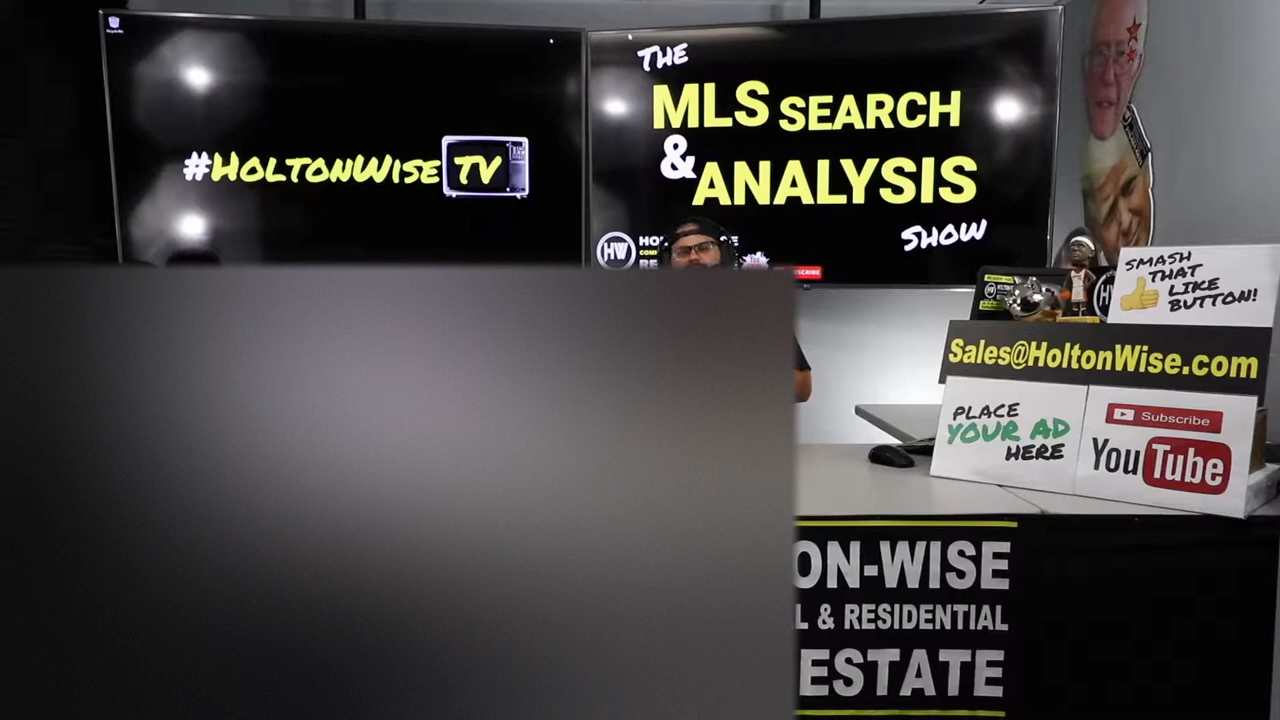 #HOLTONWISE TV
THE
MLS SEARCH
& ANALYSIS
SHOW
HW
SMASH
THAT
LIKE
BUTTON!
Sales@HoltonWise.com
PLACE
YOUR AD
HERE
Subscribe
YouTube
ON-WISE
L & RESIDENTIAL
ESTATE